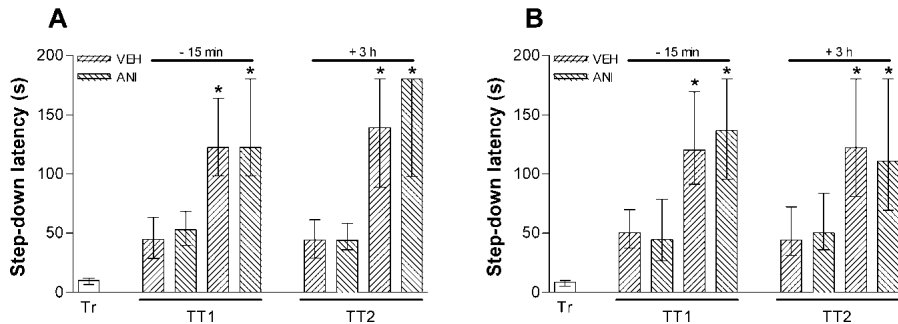 A
- 15 min
+ 3 h
VEH
ANI
Step-down latency (s)
200
150
100
50
0
* * * *
Tr
TT1
TT2
B
- 15 min
+ 3 h
VEH
ANI
Step-down latency (s)
200
150
100
50
0
* * * *
Tr
TT1
TT2